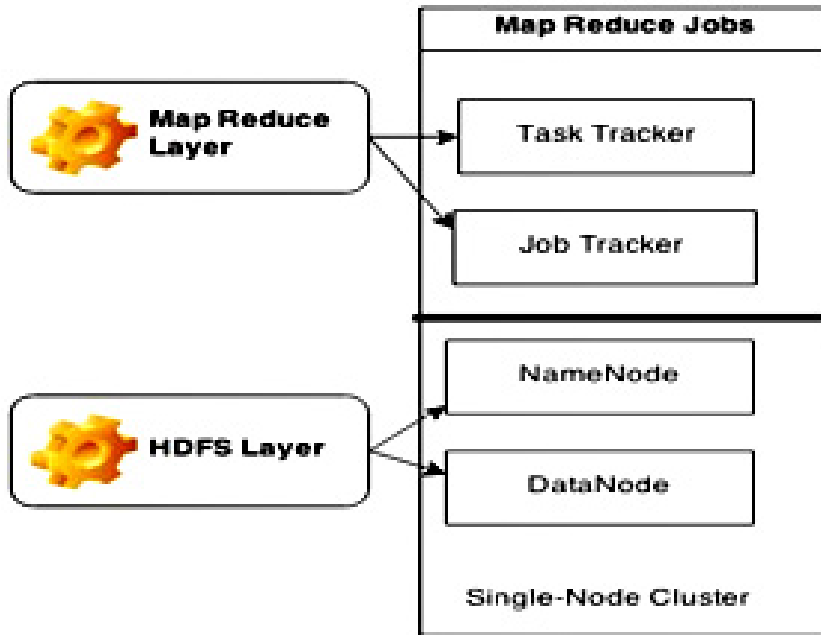 Map Reduce Jobs
Map Reduce
Layer
Task Tracker
Job Tracker
NameNode
HDFS Layer
DataNode
Single-Node Cluster